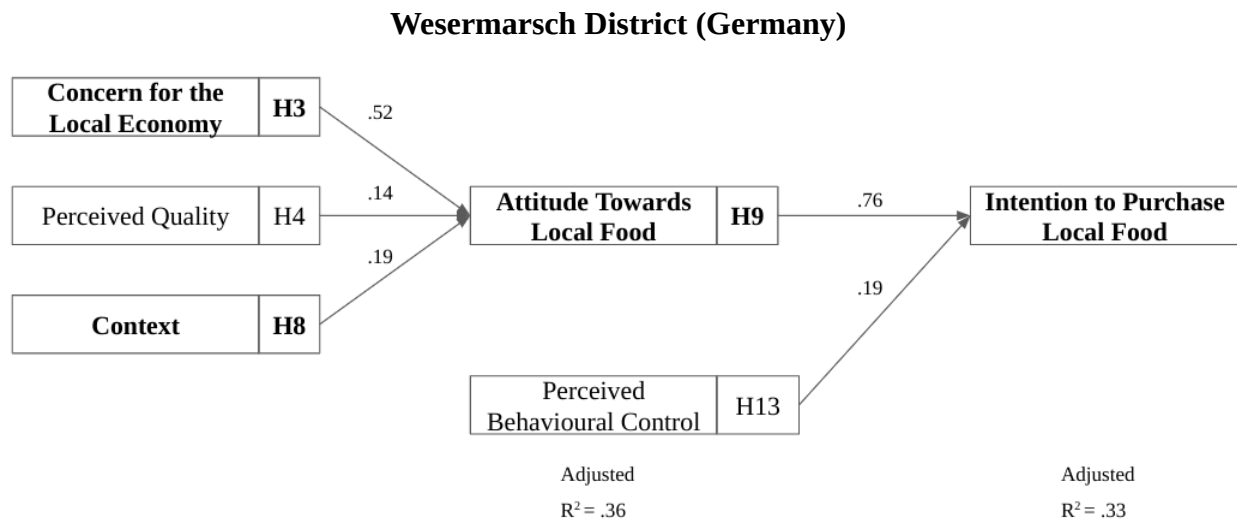 Wesermarsch District (Germany)
Concern for the
Local Economy
H3
.52
Perceived Quality
H4
.14
Context
H8
.19
Attitude Towards
Local Food
H9
.76
Intention to Purchase
Local Food
.19
Perceived
Behavioural Control
H13
Adjusted
R² = .36
Adjusted
R² = .33